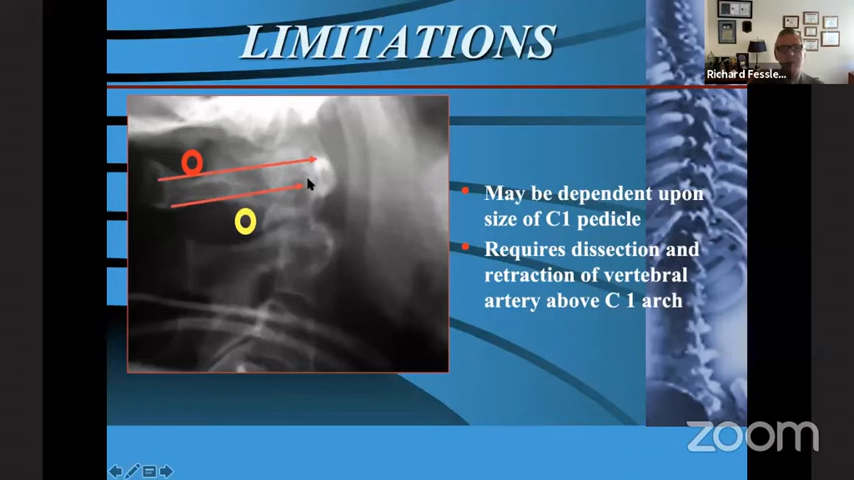 LIMITATIONS
Richard Fessle...
May be dependent upon
size of C1 pedicle
Requires dissection and
retraction of vertebral
artery above C 1 arch
zoom